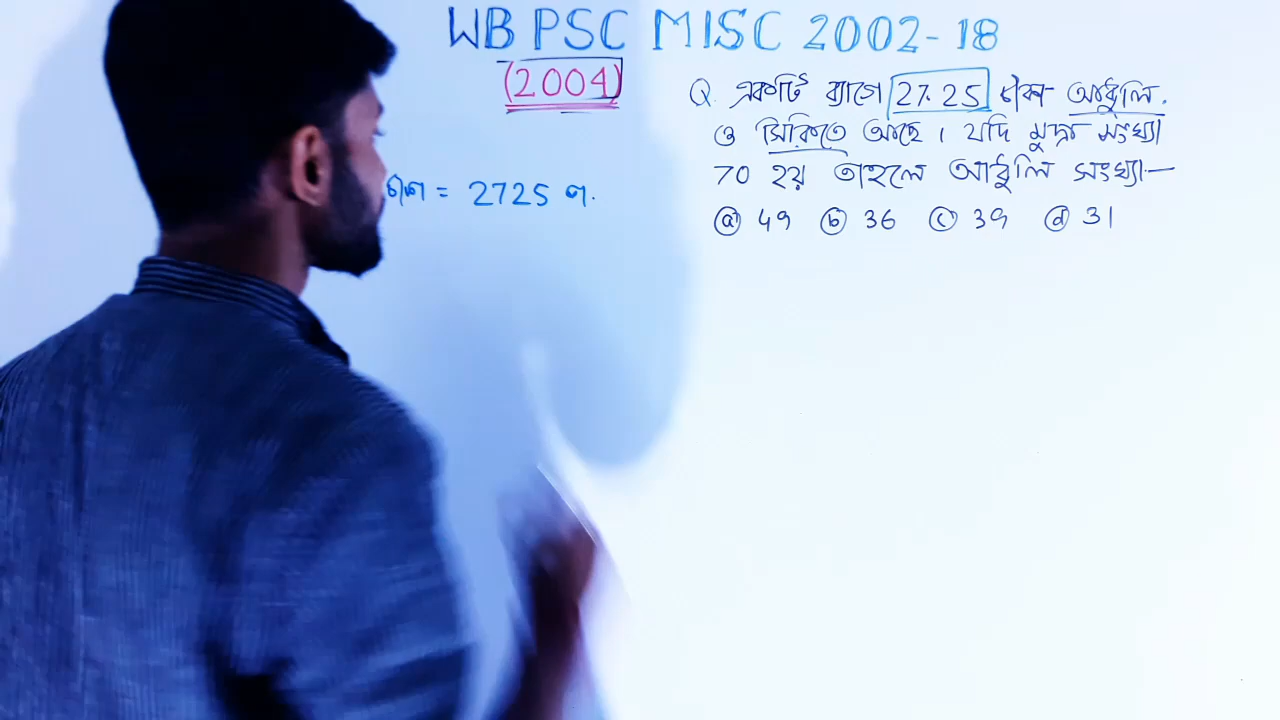 WB PSC MISC 2002-18
(2004)
Q. একটি ব্যাগে 27.25 টাকা আধুলি.
ও সিকিতে আছে। যদি মুদ্রা সংখ্যা
70 হয় তাহলে আধুলি সংখ্যা—
ⓐ 49 ⓑ 36 ⓒ 39 ⓓ 31
= 2725 প.